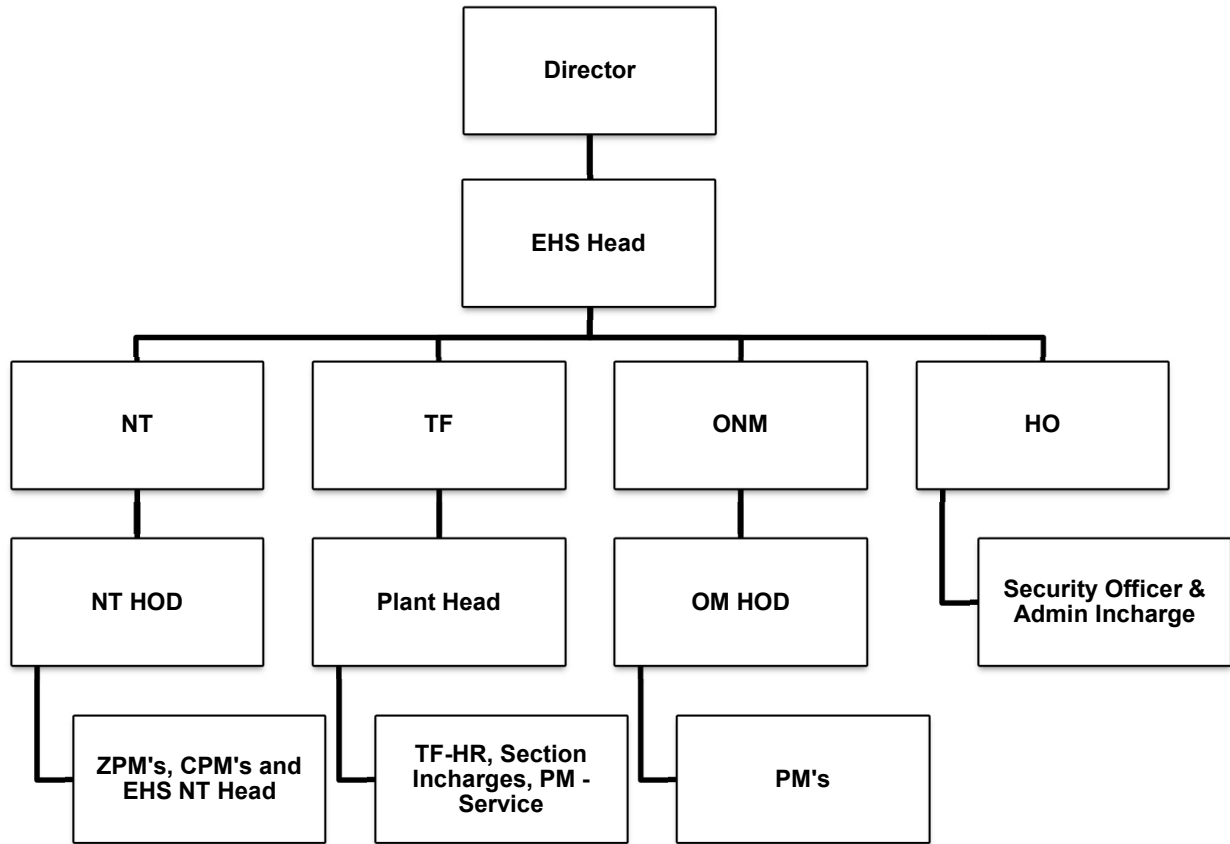 Director
EHS Head
NT
TF
ONM
HO
NT HOD
Plant Head
OM HOD
Security Officer &
Admin Incharge
ZPM's, CPM's and
EHS NT Head
TF-HR, Section
Incharges, PM -
Service
PM's